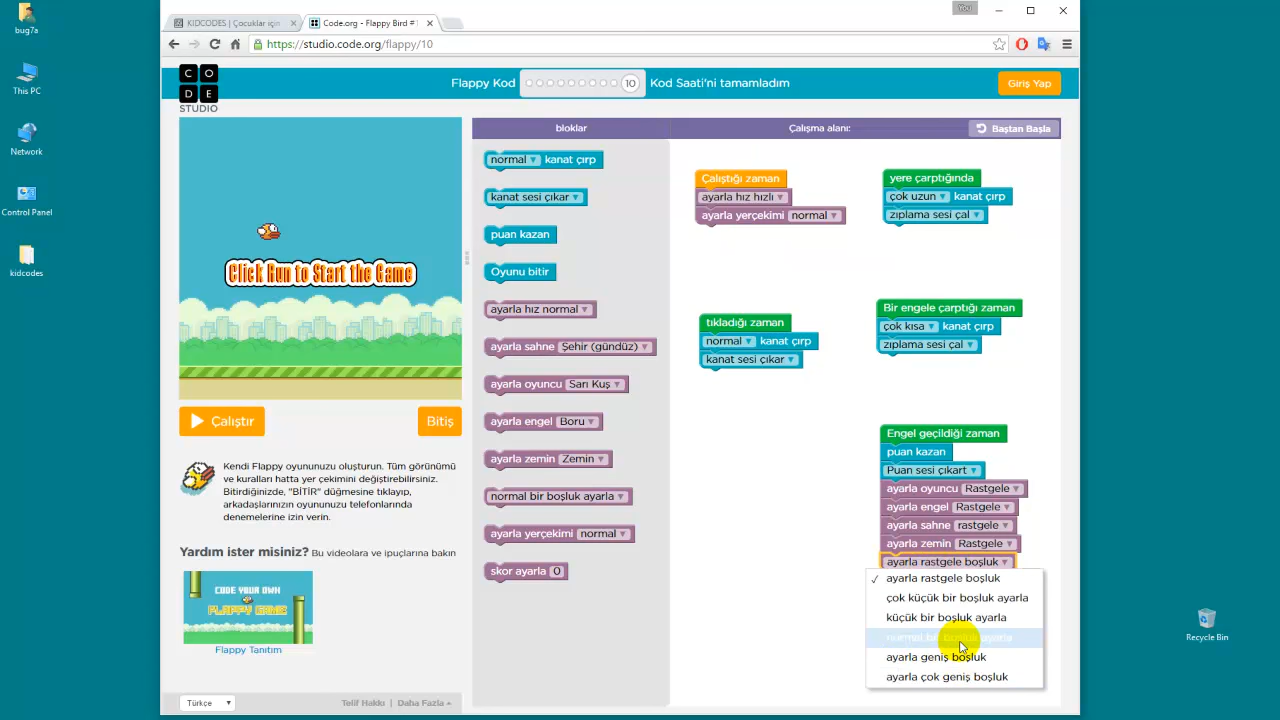 bug7a
This PC
Network
Control Panel
kidcodes
Recycle Bin
KIDCODES | Çocuklar için
Code.org - Flappy Bird #1
https://studio.code.org/flappy/10
C O
D E
STUDIO
Flappy Kod
10
Kod Saati'ni tamamladım
Giriş Yap
Click Run to Start the Game
Çalıştır
Bitiş
Kendi Flappy oyununuzu oluşturun. Tüm görünümü
ve kuralları hatta yer çekimi değiştirebilirsiniz.
Bitirdiğinizde, "BİTİR" düğmesine tıklayıp,
arkadaşlarınızın oyununuzu telefonlarında
denemelerine izin verin.
Yardım ister misiniz? Bu videolara ve ipuçlarına bakın
CODE YOUR OWN
FLAPPY GAME
Flappy Tanıtım
Türkçe
Telif Hakkı
Daha Fazla
bloklar
normal kanat çırp
kanat sesi çıkar
puan kazan
Oyunu bitir
ayarla hız normal
ayarla sahne Şehir (gündüz)
ayarla oyuncu Sarı Kuş
ayarla engel Boru
ayarla zemin Zemin
normal bir boşluk ayarla
ayarla yerçekimi normal
skor ayarla 0
Çalışma alanı:
Baştan Başla
Çalıştığı zaman
ayarla hız hızlı
ayarla yerçekimi normal
yere çarptığında
çok uzun kanat çırp
zıplama sesi çal
tıkladığı zaman
normal kanat çırp
kanat sesi çıkar
Bir engele çarptığı zaman
çok kısa kanat çırp
zıplama sesi çal
Engel geçildiği zaman
puan kazan
Puan sesi çıkart
ayarla oyuncu Rastgele
ayarla engel Rastgele
ayarla sahne rastgele
ayarla zemin Rastgele
ayarla rastgele boşluk
ayarla rastgele boşluk
çok küçük bir boşluk ayarla
küçük bir boşluk ayarla
normal bir boşluk ayarla
ayarla geniş boşluk
ayarla çok geniş boşluk